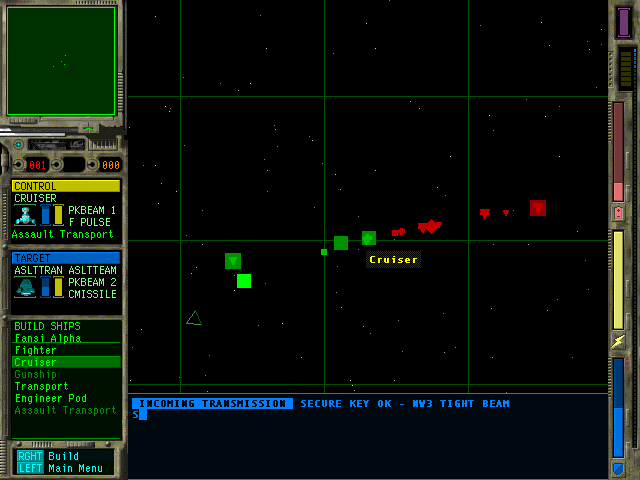 001
000
CONTROL
CRUISER
PKBEAM 1
F PULSE
Assault Transport
TARGET
ASLTTRAN ASLTTEAM
PKBEAM 2
CMISSILE
BUILD SHIPS
Fansi Alpha
Fighter
Cruiser
Gunship
Transport
Engineer Pod
Assault Transport
RGHT Build
LEFT Main Menu
Cruiser
INCOMING TRANSMISSION SECURE KEY OK - NW3 TIGHT BEAM
S